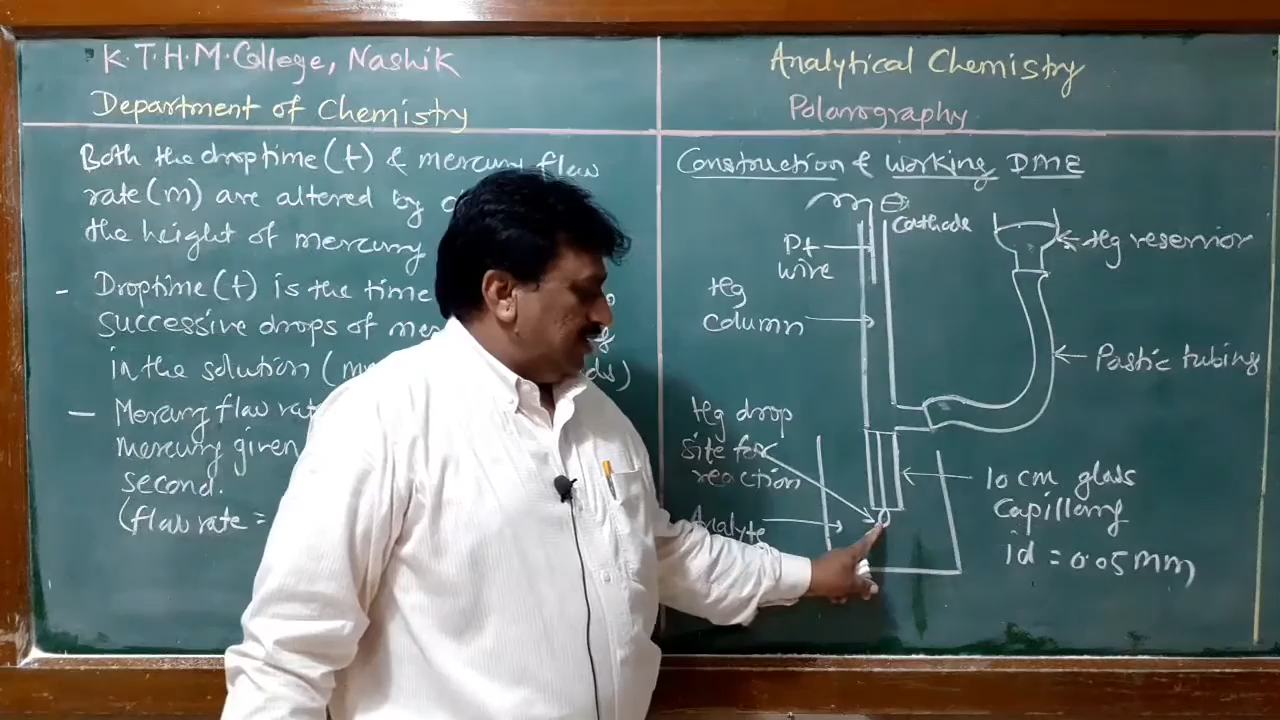 K.T.H.M. College, Nashik
Department of Chemistry
Both the droptime (t) & mercury flow
rate (m) are altered by
the height of mercury
- Droptime (t) is the time
successive drops of
in the solution
- Mercury flow
mercury given
second.
(flow rate =
Analytical Chemistry
Polarography
Construction & Working DME
⊖
Cathode
Pt
wire
Hg reservior
Hg
column
Pastic tubing
Hg drop
site for
reaction
10 cm glass
Capillary
id = 0.05 mm
Analyte